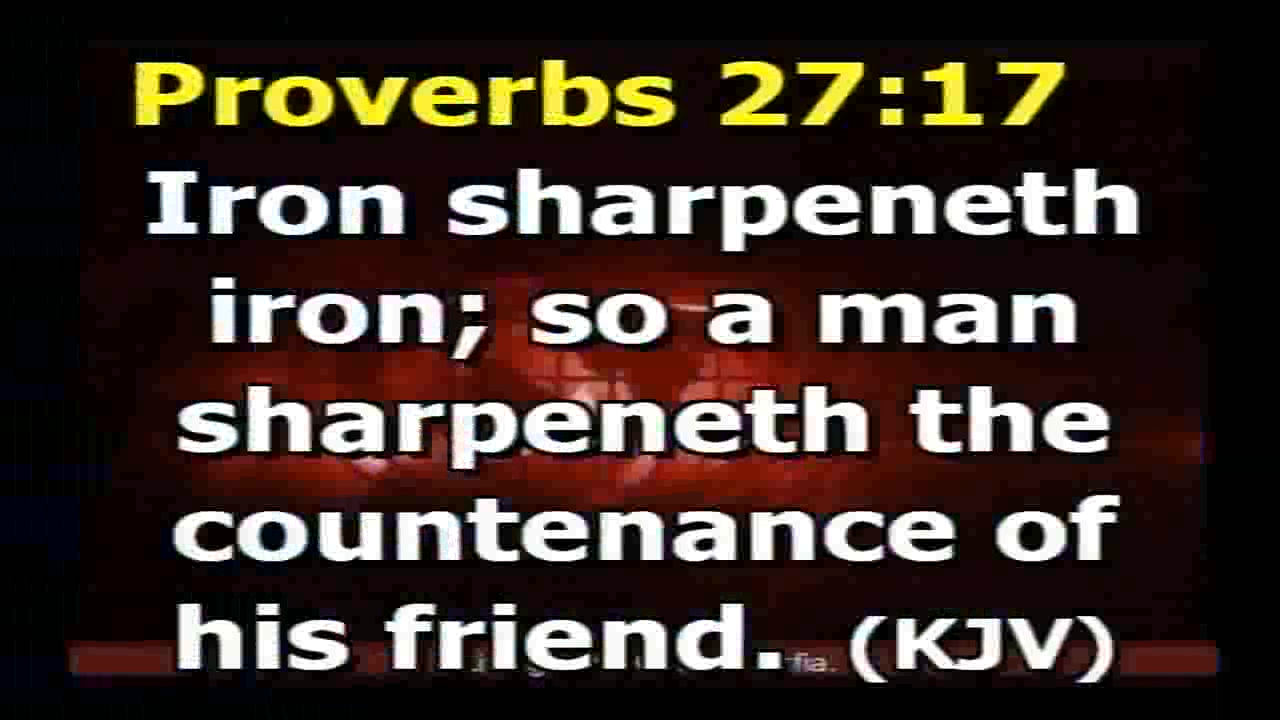 Proverbs 27:17
Iron sharpeneth
iron; so a man
sharpeneth the
countenance of
his friend. (KJV)